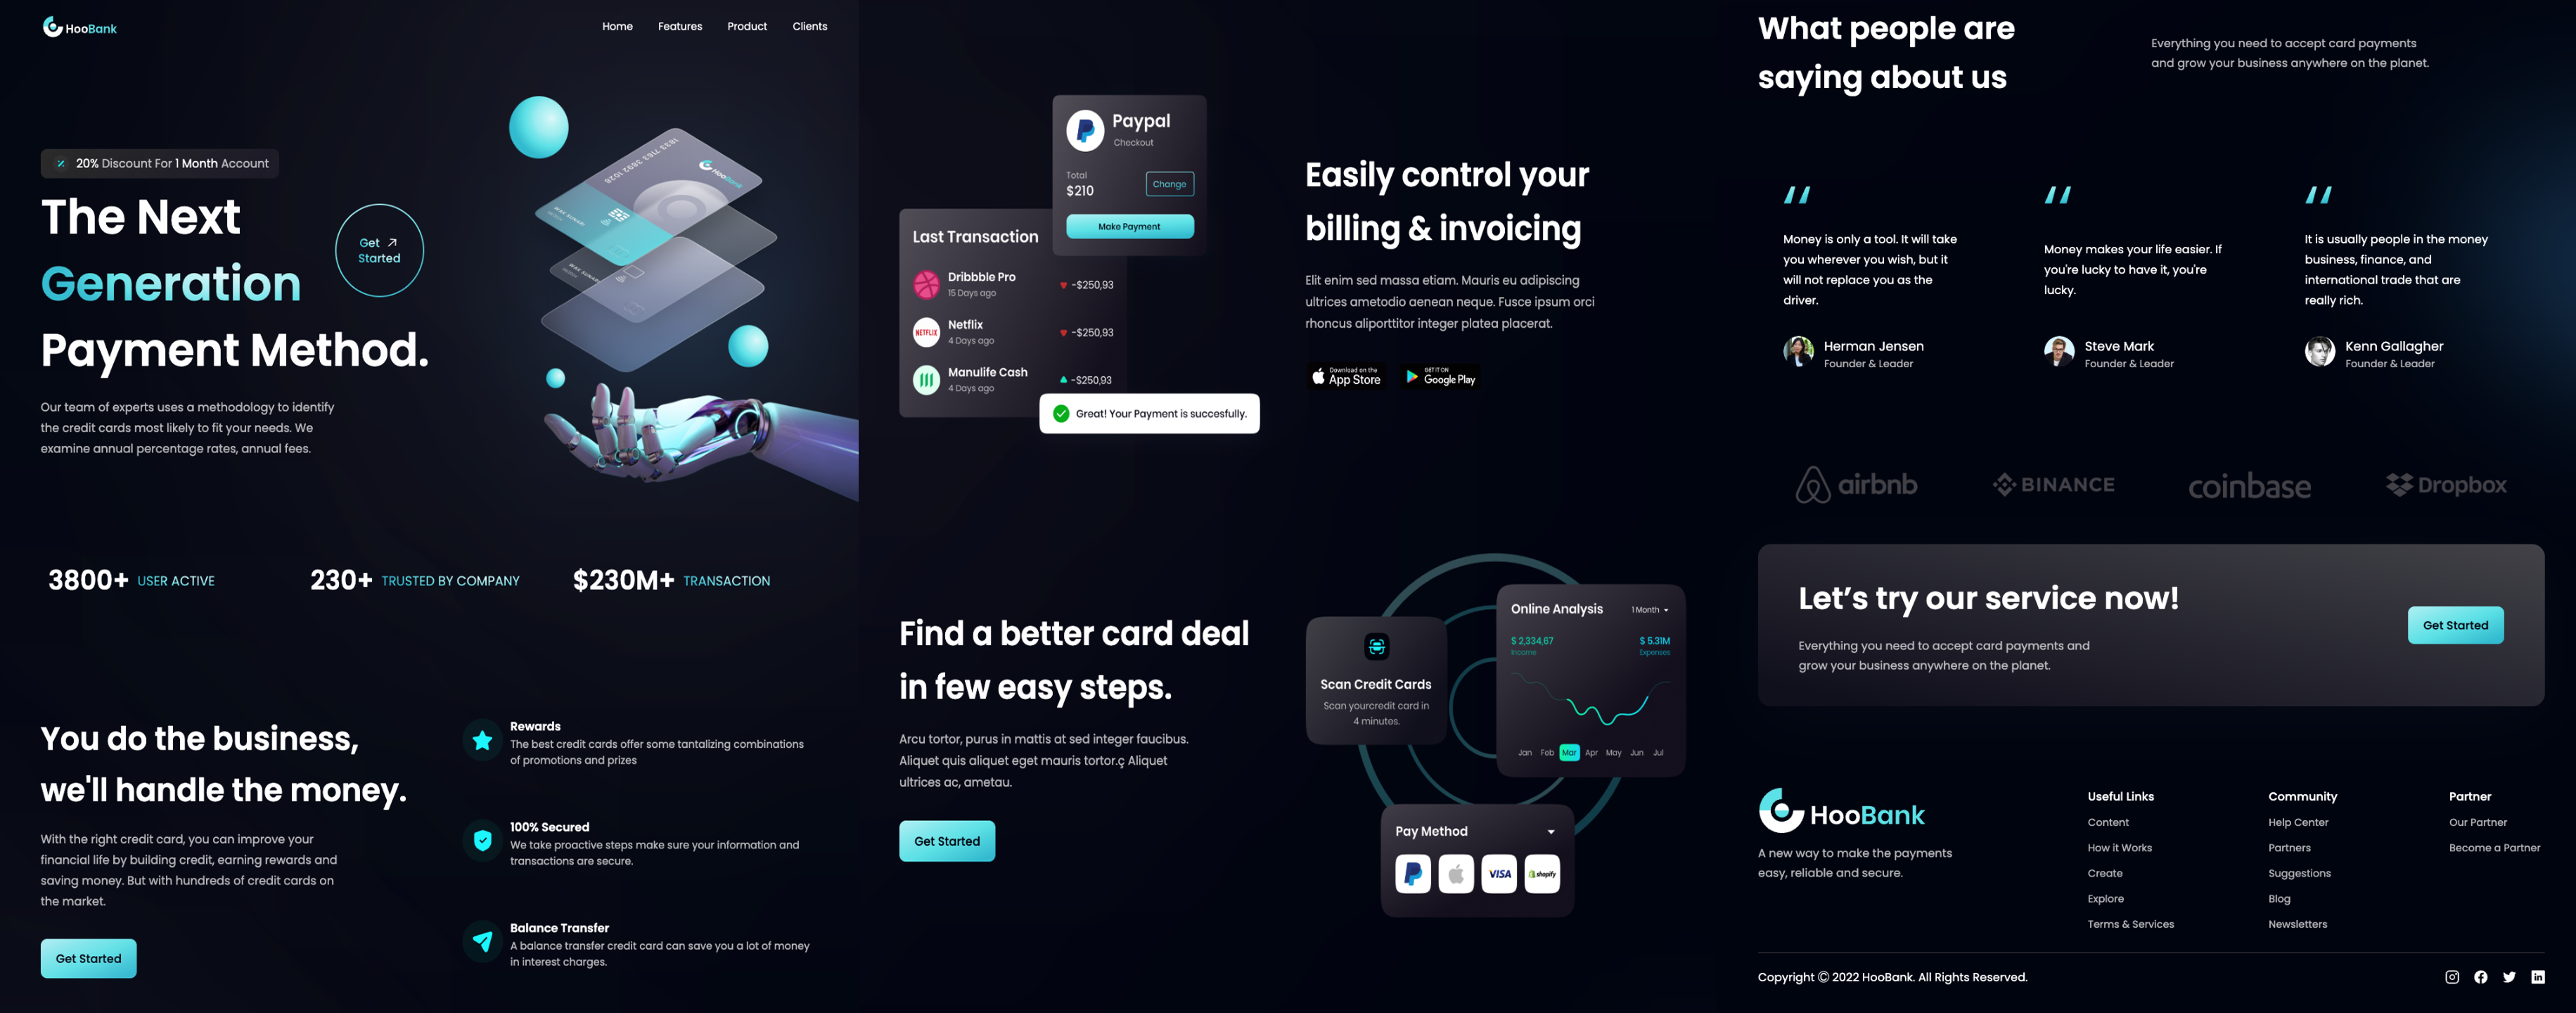 HooBank
Home Features Product Clients
20% Discount For 1 Month Account
The Next
Generation
Payment Method.
Get
Started
Our team of experts uses a methodology to identify
the credit cards most likely to fit your needs. We
examine annual percentage rates, annual fees.
HooBank
3800+ USER ACTIVE
230+ TRUSTED BY COMPANY
$230M+ TRANSACTION
You do the business,
we'll handle the money.
With the right credit card, you can improve your
financial life by building credit, earning rewards and
saving money. But with hundreds of credit cards on
the market.
Get Started
Rewards
The best credit cards offer some tantalizing combinations
of promotions and prizes
100% Secured
We take proactive steps make sure your information and
transactions are secure.
Balance Transfer
A balance transfer credit card can save you a lot of money
in interest charges.
Paypal
Checkout
Total
$210
Change
Make Payment
Last Transaction
Dribbble Pro
15 Days ago
-$250,93
NETFLIX
Netflix
4 Days ago
-$250,93
Manulife Cash
4 Days ago
-$250,93
Great! Your Payment is succesfully.
Easily control your
billing & invoicing
Elit enim sed massa etiam. Mauris eu adipiscing
ultrices ametodio aenean neque. Fusce ipsum orci
rhoncus aliporttitor integer platea placerat.
Download on the
App Store
GET IT ON
Google Play
Find a better card deal
in few easy steps.
Arcu tortor, purus in mattis at sed integer faucibus.
Aliquet quis aliquet eget mauris tortor.ç Aliquet
ultrices ac, ametau.
Get Started
Scan Credit Cards
Scan yourcredit card in
4 minutes.
Online Analysis
1 Month
$ 2,334,67
Income
$ 5.31M
Expenses
Jan Feb Mar Apr May Jun Jul
Pay Method
VISA
shopify
What people are
saying about us
Everything you need to accept card payments
and grow your business anywhere on the planet.
Money is only a tool. It will take
you wherever you wish, but it
will not replace you as the
driver.
Herman Jensen
Founder & Leader
Money makes your life easier. If
you're lucky to have it, you're
lucky.
Steve Mark
Founder & Leader
It is usually people in the money
business, finance, and
international trade that are
really rich.
Kenn Gallagher
Founder & Leader
airbnb
BINANCE
coinbase
Dropbox
Let's try our service now!
Everything you need to accept card payments and
grow your business anywhere on the planet.
Get Started
HooBank
A new way to make the payments
easy, reliable and secure.
Useful Links
Content
How it Works
Create
Explore
Terms & Services
Community
Help Center
Partners
Suggestions
Blog
Newsletters
Partner
Our Partner
Become a Partner
Copyright Ⓒ 2022 HooBank. All Rights Reserved.
in